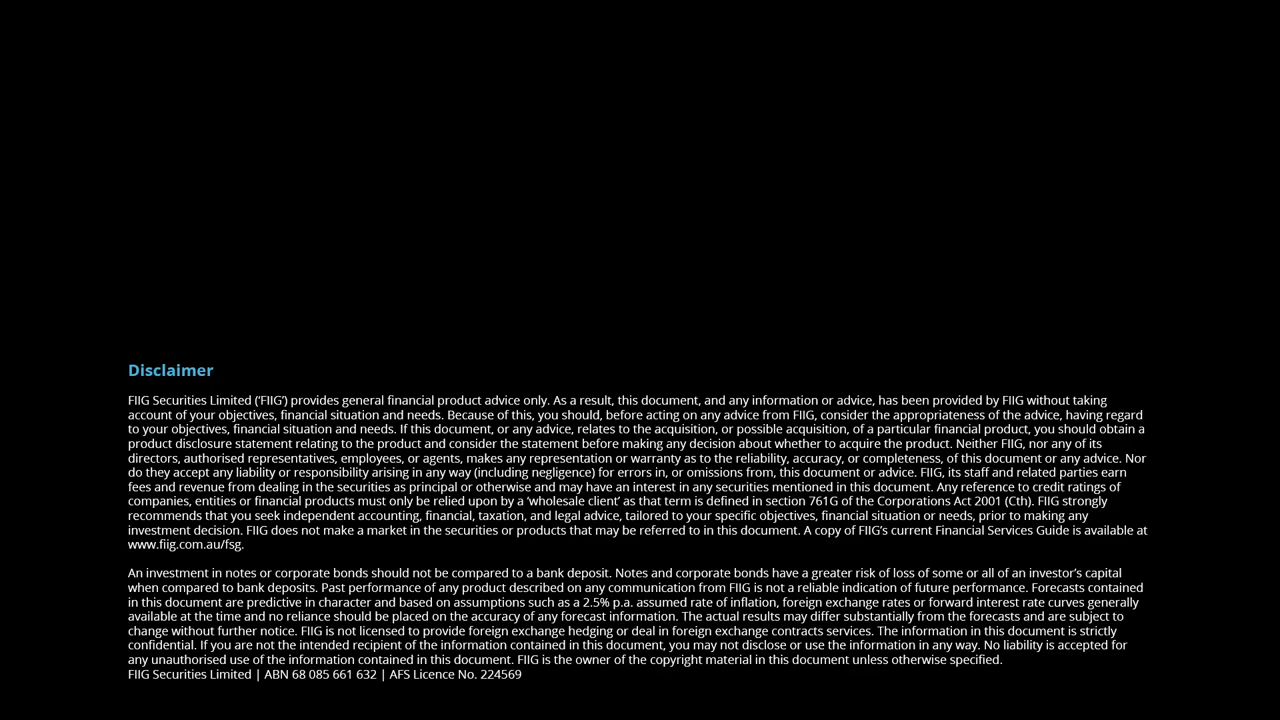 Disclaimer
FIIG Securities Limited (‘FIIG’) provides general financial product advice only. As a result, this document, and any information or advice, has been provided by FIIG without taking
account of your objectives, financial situation and needs. Because of this, you should, before acting on any advice from FIIG, consider the appropriateness of the advice, having regard
to your objectives, financial situation and needs. If this document, or any advice, relates to the acquisition, or possible acquisition, of a particular financial product, you should obtain a
product disclosure statement relating to the product and consider the statement before making any decision about whether to acquire the product. Neither FIIG, nor any of its
directors, authorised representatives, employees, or agents, makes any representation or warranty as to the reliability, accuracy, or completeness, of this document or any advice. Nor
do they accept any liability or responsibility arising in any way (including negligence) for errors in, or omissions from, this document or advice. FIIG, its staff and related parties earn
fees and revenue from dealing in the securities as principal or otherwise and may have an interest in any securities mentioned in this document. Any reference to credit ratings of
companies, entities or financial products must only be relied upon by a ‘wholesale client’ as that term is defined in section 761G of the Corporations Act 2001 (Cth). FIIG strongly
recommends that you seek independent accounting, financial, taxation, and legal advice, tailored to your specific objectives, financial situation or needs, prior to making any
investment decision. FIIG does not make a market in the securities or products that may be referred to in this document. A copy of FIIG’s current Financial Services Guide is available at
www.fiig.com.au/fsg.
An investment in notes or corporate bonds should not be compared to a bank deposit. Notes and corporate bonds have a greater risk of loss of some or all of an investor’s capital
when compared to bank deposits. Past performance of any product described on any communication from FIIG is not a reliable indication of future performance. Forecasts contained
in this document are predictive in character and based on assumptions such as a 2.5% p.a. assumed rate of inflation, foreign exchange rates or forward interest rate curves generally
available at the time and no reliance should be placed on the accuracy of any forecast information. The actual results may differ substantially from the forecasts and are subject to
change without further notice. FIIG is not licensed to provide foreign exchange hedging or deal in foreign exchange contracts services. The information in this document is strictly
confidential. If you are not the intended recipient of the information contained in this document, you may not disclose or use the information in any way. No liability is accepted for
any unauthorised use of the information contained in this document. FIIG is the owner of the copyright material in this document unless otherwise specified.
FIIG Securities Limited | ABN 68 085 661 632 | AFS Licence No. 224569